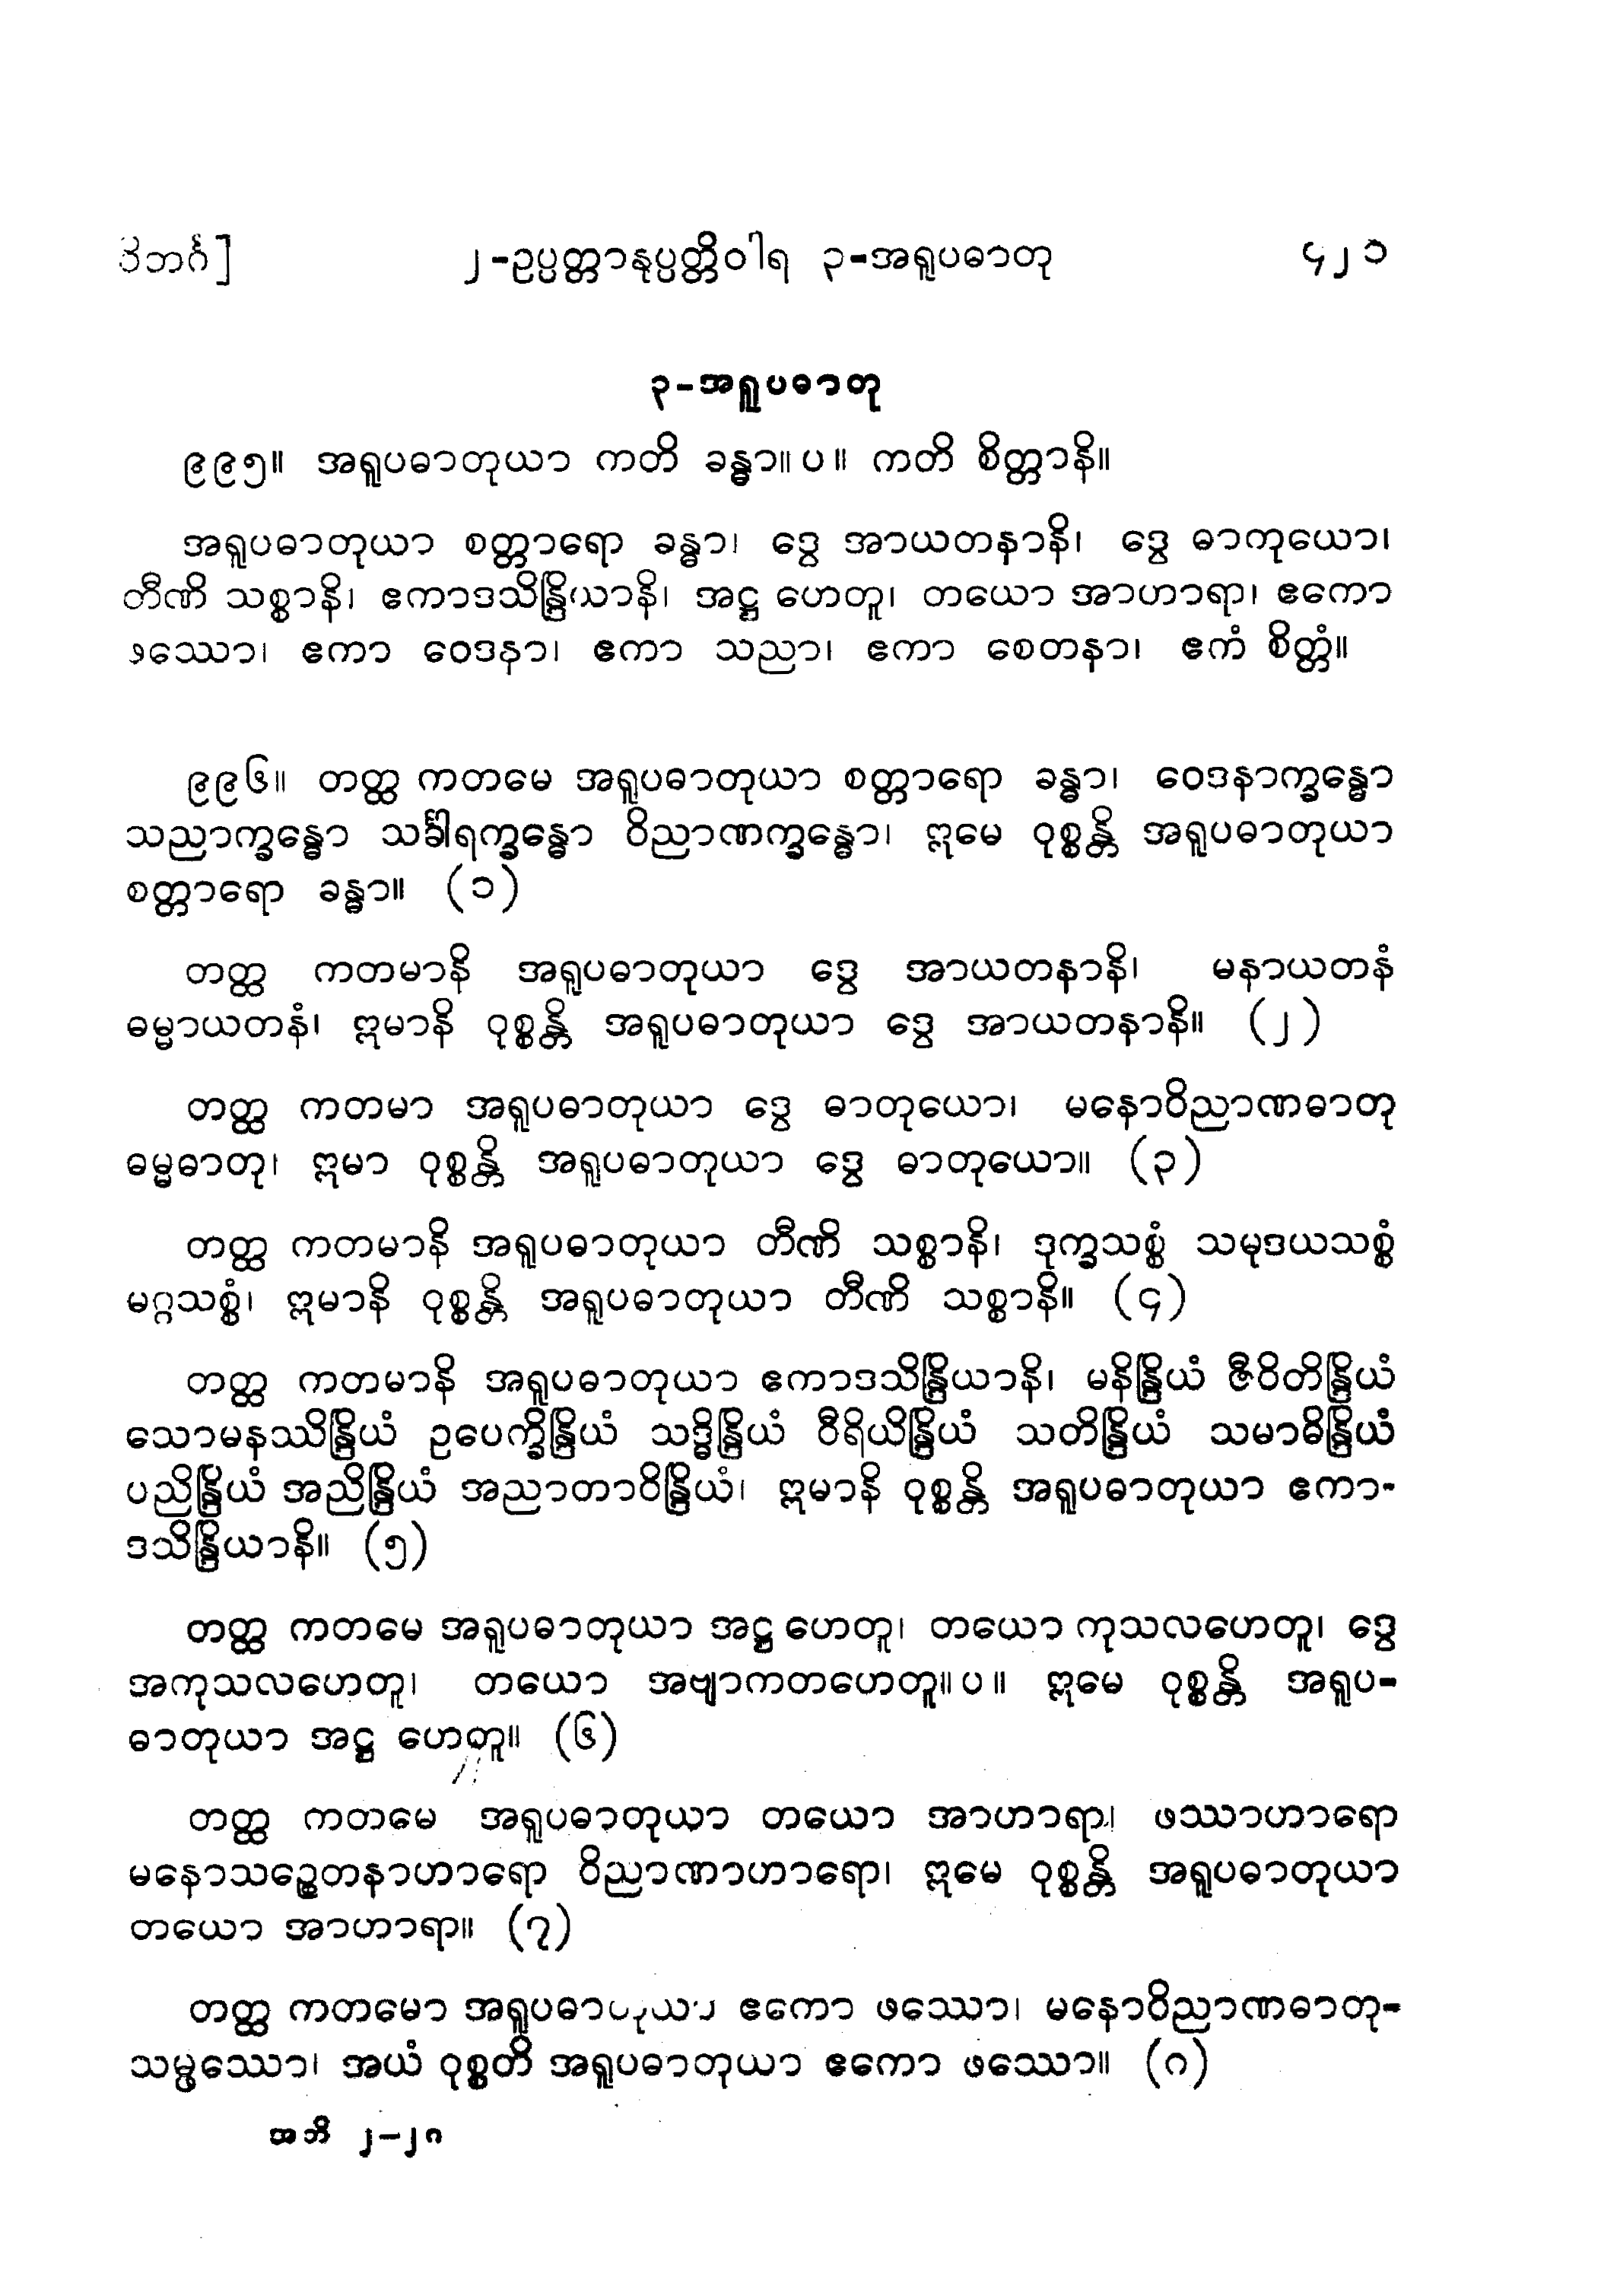 ဝိဘင်္ဂ]	၂-ဥပ္ပတ္တာနုပ္ပတ္တိဝါရ ၃-အရူပဓာတု	၄၂၁
၃-အရူပဓာတု
၉၉၅။ အရူပဓာတုယာ ကတိ ခန္ဓာ။ပ။ ကတိ စိတ္တာနိ။
အရူပဓာတုယာ စတ္တာရော ခန္ဓာ၊ ဒွေ အာယတနာနိ၊ ဒွေ ဓာတုယော၊
တီဏိ သစ္စာနိ၊ ဧကာဒသိန္ဒြိယာနိ၊ အဋ္ဌ ဟေတူ၊ တယော အာဟာရာ၊ ဧကော
ဖဿော၊ ဧကာ ဝေဒနာ၊ ဧကာ သညာ၊ ဧကာ စေတနာ၊ ဧကံ စိတ္တံ။
၉၉၆။ တတ္ထ ကတမေ အရူပဓာတုယာ စတ္တာရော ခန္ဓာ၊ ဝေဒနာက္ခန္ဓော
သညာက္ခန္ဓော သင်္ခါရက္ခန္ဓော ဝိညာဏက္ခန္ဓော၊ ဣမေ ဝုစ္စန္တိ အရူပဓာတုယာ
စတ္တာရော ခန္ဓာ။ (၁)
တတ္ထ ကတမာနိ အရူပဓာတုယာ ဒွေ အာယတနာနိ၊ မနာယတနံ
ဓမ္မာယတနံ၊ ဣမာနိ ဝုစ္စန္တိ အရူပဓာတုယာ ဒွေ အာယတနာနိ။ (၂)
တတ္ထ ကတမာ အရူပဓာတုယာ ဒွေ ဓာတုယော၊ မနောဝိညာဏဓာတု
ဓမ္မဓာတု၊ ဣမာ ဝုစ္စန္တိ အရူပဓာတုယာ ဒွေ ဓာတုယော။ (၃)
တတ္ထ ကတမာနိ အရူပဓာတုယာ တီဏိ သစ္စာနိ၊ ဒုက္ခသစ္စံ သမုဒယသစ္စံ
မဂ္ဂသစ္စံ၊ ဣမာနိ ဝုစ္စန္တိ အရူပဓာတုယာ တီဏိ သစ္စာနိ။ (၄)
တတ္ထ ကတမာနိ အရူပဓာတုယာ ဧကာဒသိန္ဒြိယာနိ၊ မနိန္ဒြိယံ ဇီဝိတိန္ဒြိယံ
သောမနဿိန္ဒြိယံ ဥပေက္ခိန္ဒြိယံ သဒ္ဓိန္ဒြိယံ ဝီရိယိန္ဒြိယံ သတိန္ဒြိယံ သမာဓိန္ဒြိယံ
ပညိန္ဒြိယံ အညိန္ဒြိယံ အညာတာဝိန္ဒြိယံ၊ ဣမာနိ ဝုစ္စန္တိ အရူပဓာတုယာ ဧကာ-
ဒသိန္ဒြိယာနိ။ (၅)
တတ္ထ ကတမေ အရူပဓာတုယာ အဋ္ဌ ဟေတူ၊ တယော ကုသလဟေတူ၊ ဒွေ
အကုသလဟေတူ၊ တယော အဗျာကတဟေတူ။ပ။ ဣမေ ဝုစ္စန္တိ အရူပ-
ဓာတုယာ အဋ္ဌ ဟေတူ။ (၆)
တတ္ထ ကတမေ အရူပဓာတုယာ တယော အာဟာရာ၊ ဖဿာဟာရော
မနောသဉ္စေတနာဟာရော ဝိညာဏာဟာရော၊ ဣမေ ဝုစ္စန္တိ အရူပဓာတုယာ
တယော အာဟာရာ။ (၇)
တတ္ထ ကတမော အရူပဓာတုယာ ဧကော ဖဿော၊ မနောဝိညာဏဓာတု-
သမ္ဖဿော၊ အယံ ဝုစ္စတိ အရူပဓာတုယာ ဧကော ဖဿော။ (၈)
အဘိ ၂-၂၈